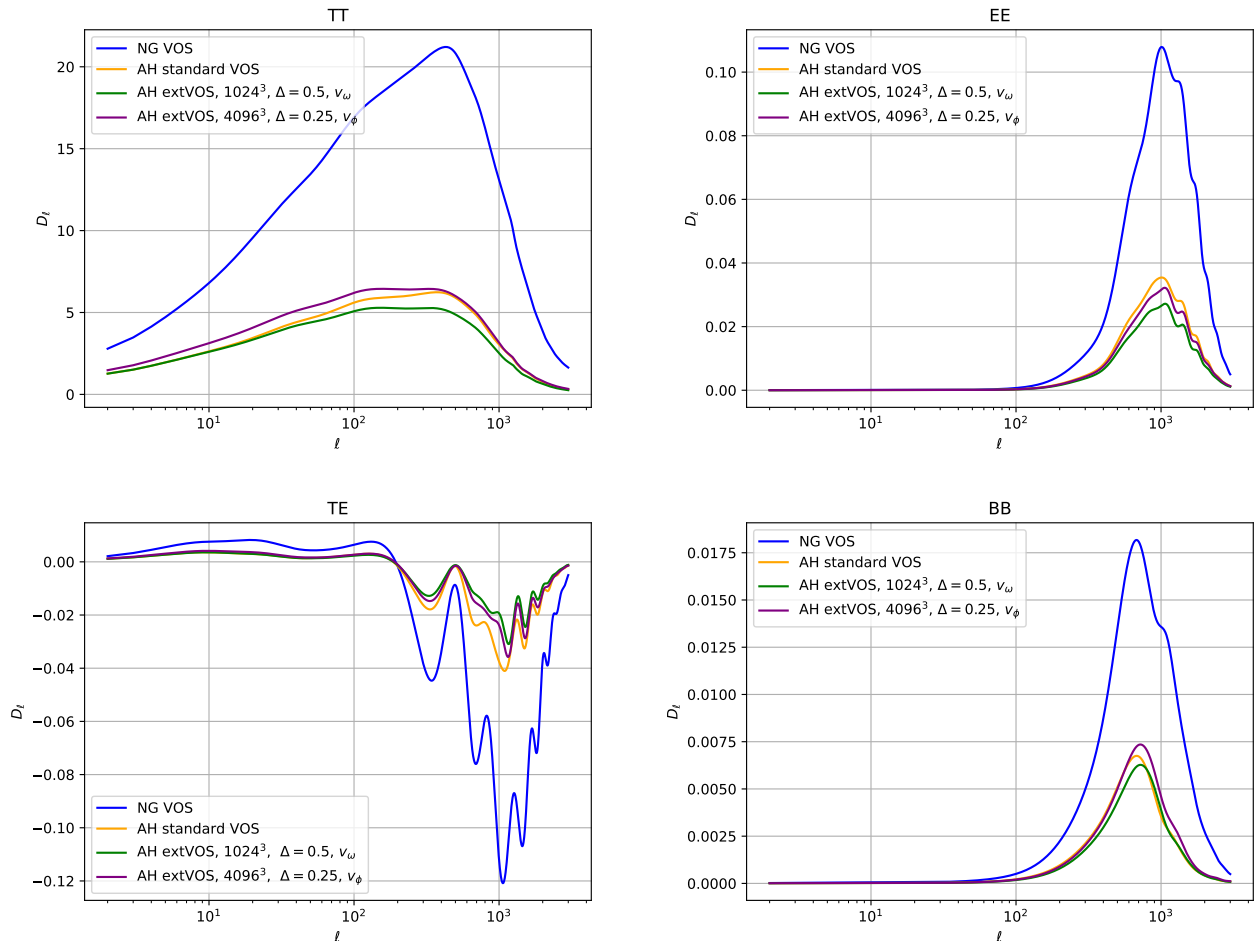 TT
NG VOS
AH standard VOS
AH extVOS, 1024³, Δ = 0.5, v_ω
AH extVOS, 4096³, Δ = 0.25, v_ϕ
20
15
10
5
0
D_ℓ
10¹ 10² 10³
ℓ
EE
NG VOS
AH standard VOS
AH extVOS, 1024³, Δ = 0.5, v_ω
AH extVOS, 4096³, Δ = 0.25, v_ϕ
0.10
0.08
0.06
0.04
0.02
0.00
D_ℓ
10¹ 10² 10³
ℓ
TE
0.00
−0.02
−0.04
−0.06
−0.08
−0.10
−0.12
D_ℓ
NG VOS
AH standard VOS
AH extVOS, 1024³, Δ = 0.5, v_ω
AH extVOS, 4096³, Δ = 0.25, v_ϕ
10¹ 10² 10³
ℓ
BB
NG VOS
AH standard VOS
AH extVOS, 1024³, Δ = 0.5, v_ω
AH extVOS, 4096³, Δ = 0.25, v_ϕ
0.0175
0.0150
0.0125
0.0100
0.0075
0.0050
0.0025
0.0000
D_ℓ
10¹ 10² 10³
ℓ